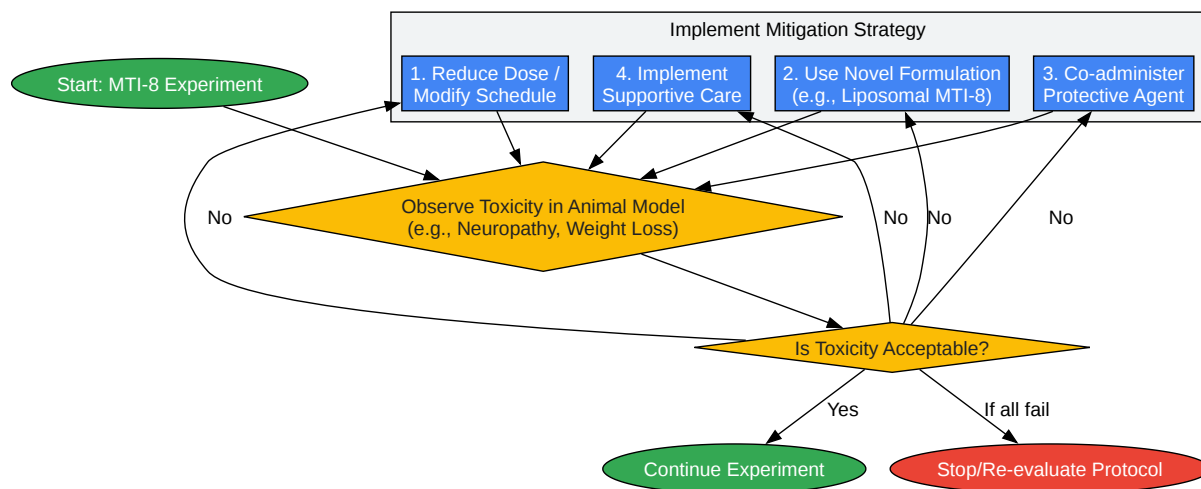 Implement Mitigation Strategy
Start: MTI-8 Experiment
1. Reduce Dose /
Modify Schedule
4. Implement
Supportive Care
2. Use Novel Formulation
(e.g., Liposomal MTI-8)
3. Co-administer
Protective Agent
Observe Toxicity in Animal Model
(e.g., Neuropathy, Weight Loss)
No
No
No
No
Is Toxicity Acceptable?
Yes
If all fail
Continue Experiment
Stop/Re-evaluate Protocol